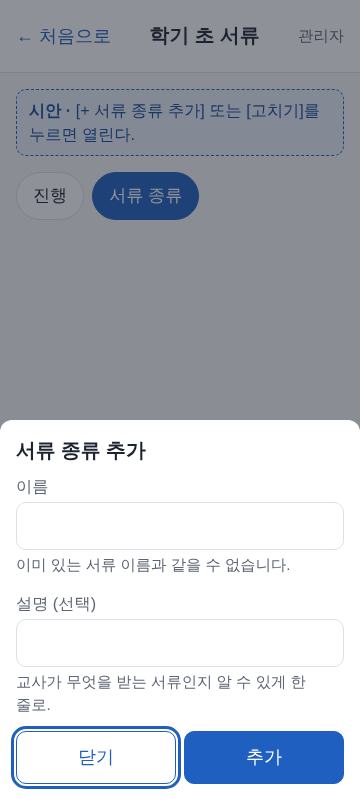 ← 처음으로
학기 초 서류
관리자
시안 · [+ 서류 종류 추가] 또는 [고치기]를
누르면 열린다.
진행
서류 종류
서류 종류 추가
이름
이미 있는 서류 이름과 같을 수 없습니다.
설명 (선택)
교사가 무엇을 받는 서류인지 알 수 있게 한
줄로.
닫기
추가